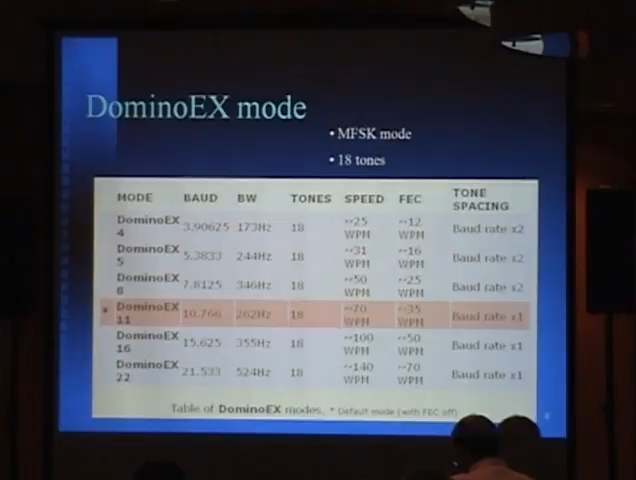 DominoEX mode
• MFSK mode
• 18 tones
MODE BAUD BW TONES SPEED FEC TONE SPACING
DominoEX 4 3.90625 173Hz 18 ~25 WPM ~12 WPM Baud rate x2
DominoEX 5 5.3833 244Hz 18 ~31 WPM ~16 WPM Baud rate x2
DominoEX 8 7.8125 346Hz 18 ~50 WPM ~25 WPM Baud rate x2
* DominoEX 11 10.766 262Hz 18 ~70 WPM ~35 WPM Baud rate x1
DominoEX 16 15.625 355Hz 18 ~100 WPM ~50 WPM Baud rate x1
DominoEX 22 21.533 524Hz 18 ~140 WPM ~70 WPM Baud rate x1
Table of DominoEX modes. * Default mode (with FEC off)